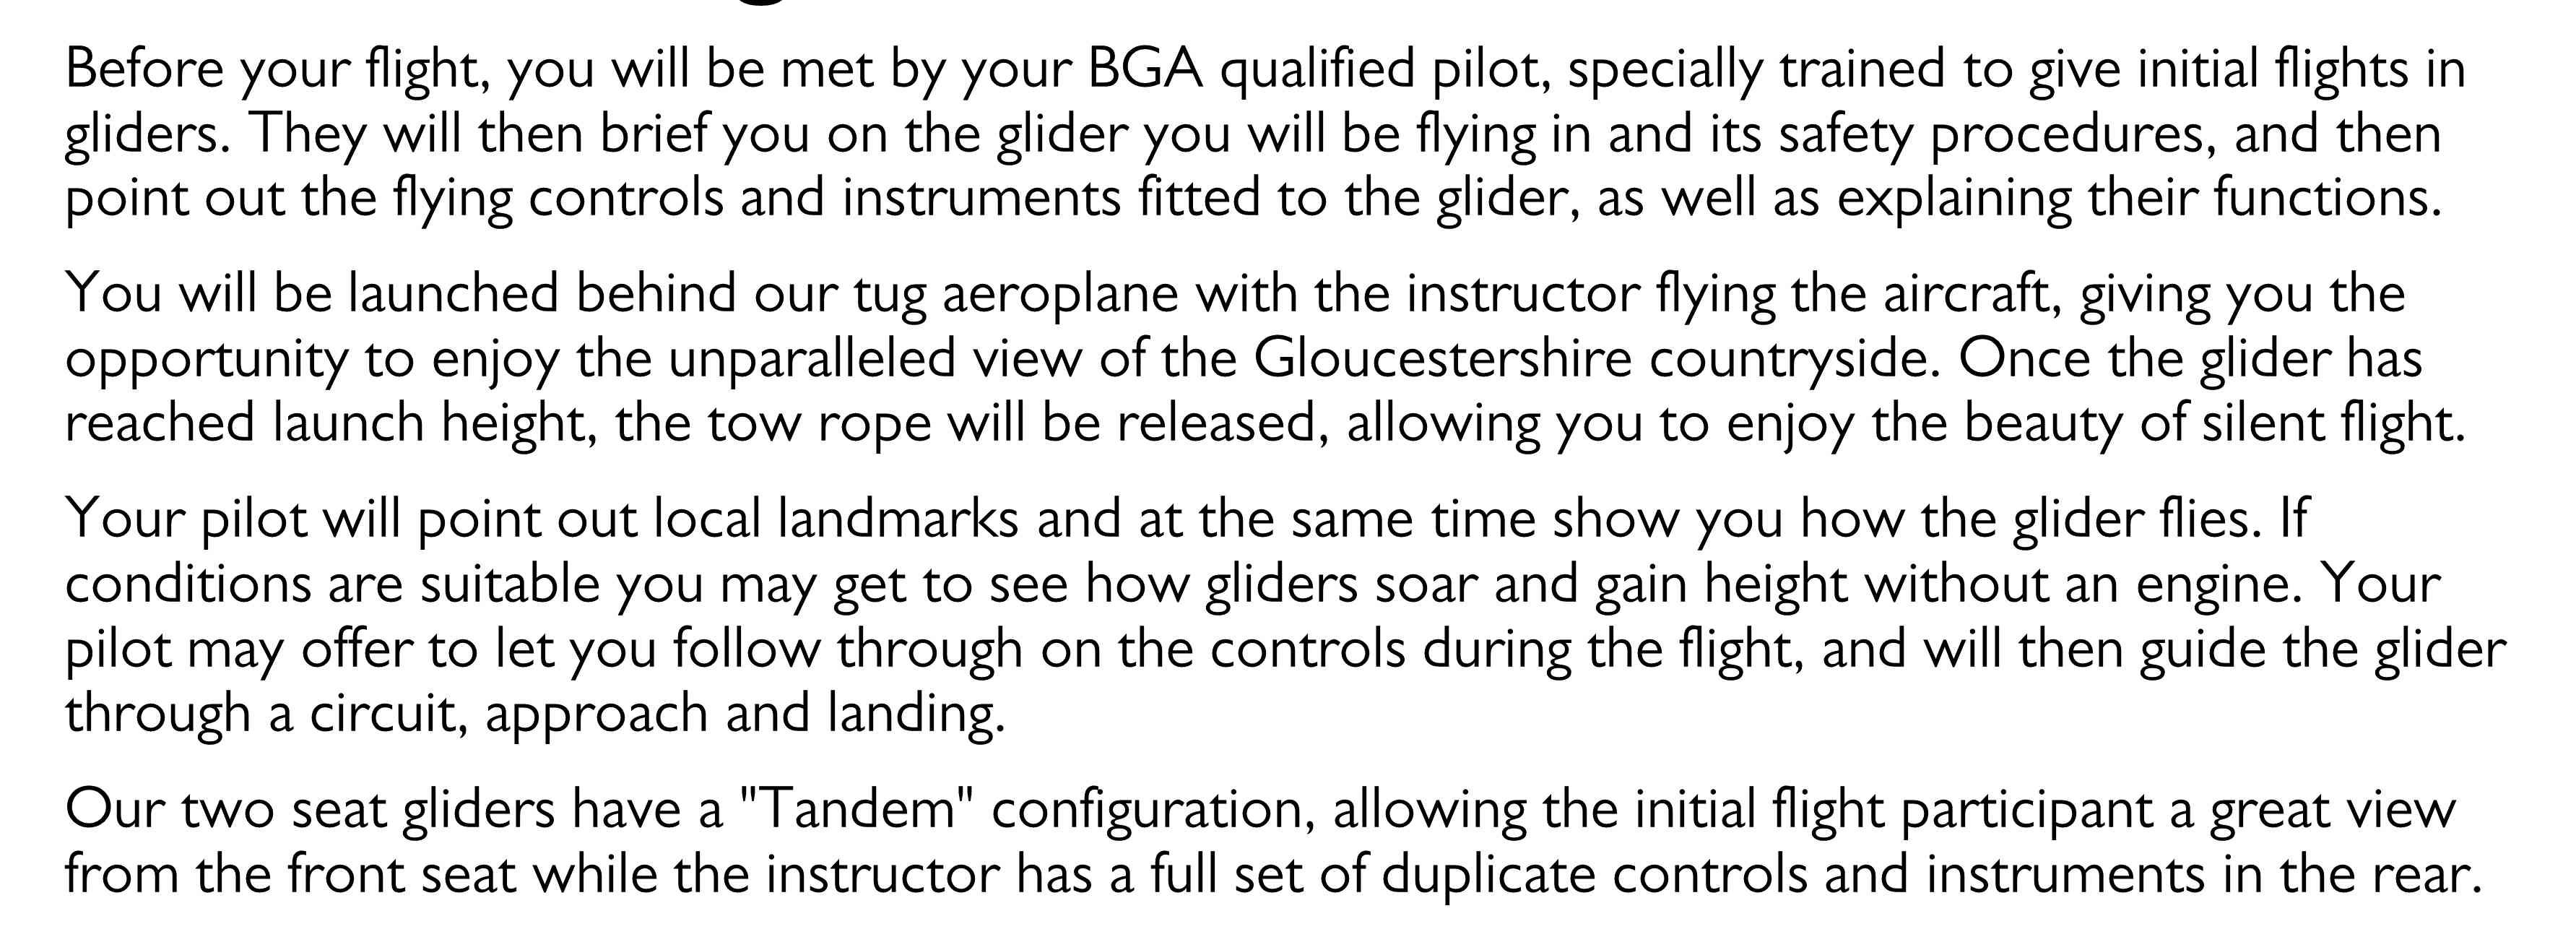 Before your flight, you will be met by your BGA qualified pilot, specially trained to give initial flights in
gliders. They will then brief you on the glider you will be flying in and its safety procedures, and then
point out the flying controls and instruments fitted to the glider, as well as explaining their functions.
You will be launched behind our tug aeroplane with the instructor flying the aircraft, giving you the
opportunity to enjoy the unparalleled view of the Gloucestershire countryside. Once the glider has
reached launch height, the tow rope will be released, allowing you to enjoy the beauty of silent flight.
Your pilot will point out local landmarks and at the same time show you how the glider flies. If
conditions are suitable you may get to see how gliders soar and gain height without an engine. Your
pilot may offer to let you follow through on the controls during the flight, and will then guide the glider
through a circuit, approach and landing.
Our two seat gliders have a "Tandem" configuration, allowing the initial flight participant a great view
from the front seat while the instructor has a full set of duplicate controls and instruments in the rear.